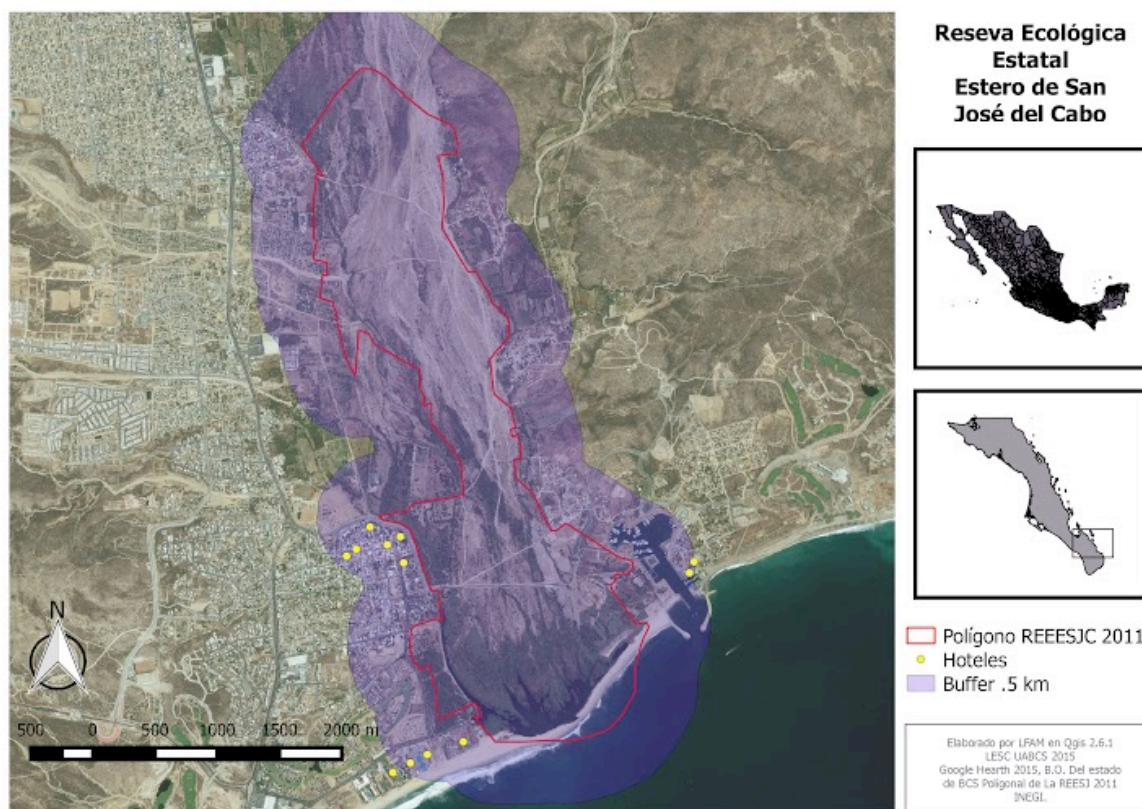 Reseva Ecológica
Estatal
Estero de San
José del Cabo
N
500 0 500 1000 1500 2000 m
Polígono REEESJC 2011
Hoteles
Buffer .5 km
Elaborado por LFAM en Qgis 2.6.1
LESC UABCS 2015
Google Hearth 2015, B.O. Del estado
de BCS Poligonal de La REESJ 2011
INEGI.